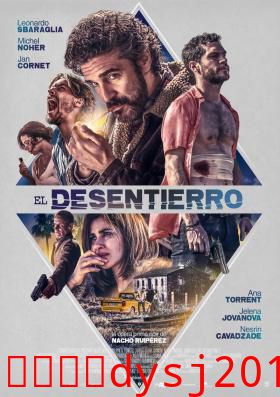 Leonardo
SBARAGLIA
Michel
NOHER
Jan
CORNET
EL DESENTIERRO
Ana
TORRENT
Jelena
JOVANOVA
Nesrin
CAVADZADE
NACHO RUIPÉREZ
dysj201